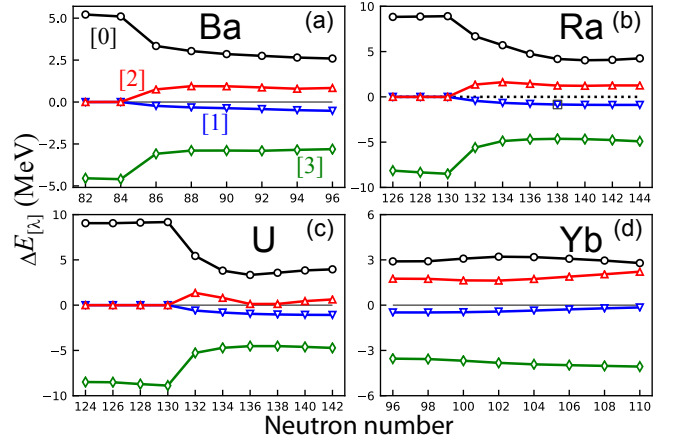 ΔE[λ] (MeV)
(a)
Ba
[0]
[2]
[1]
[3]
5.0
2.5
0.0
−2.5
−5.0
82 84 86 88 90 92 94 96
(b)
Ra
10
5
0
−5
−10
126 128 130 132 134 136 138 140 142 144
(c)
U
10
5
0
−5
−10
124 126 128 130 132 134 136 138 140 142
(d)
Yb
6
3
0
−3
−6
96 98 100 102 104 106 108 110
Neutron number